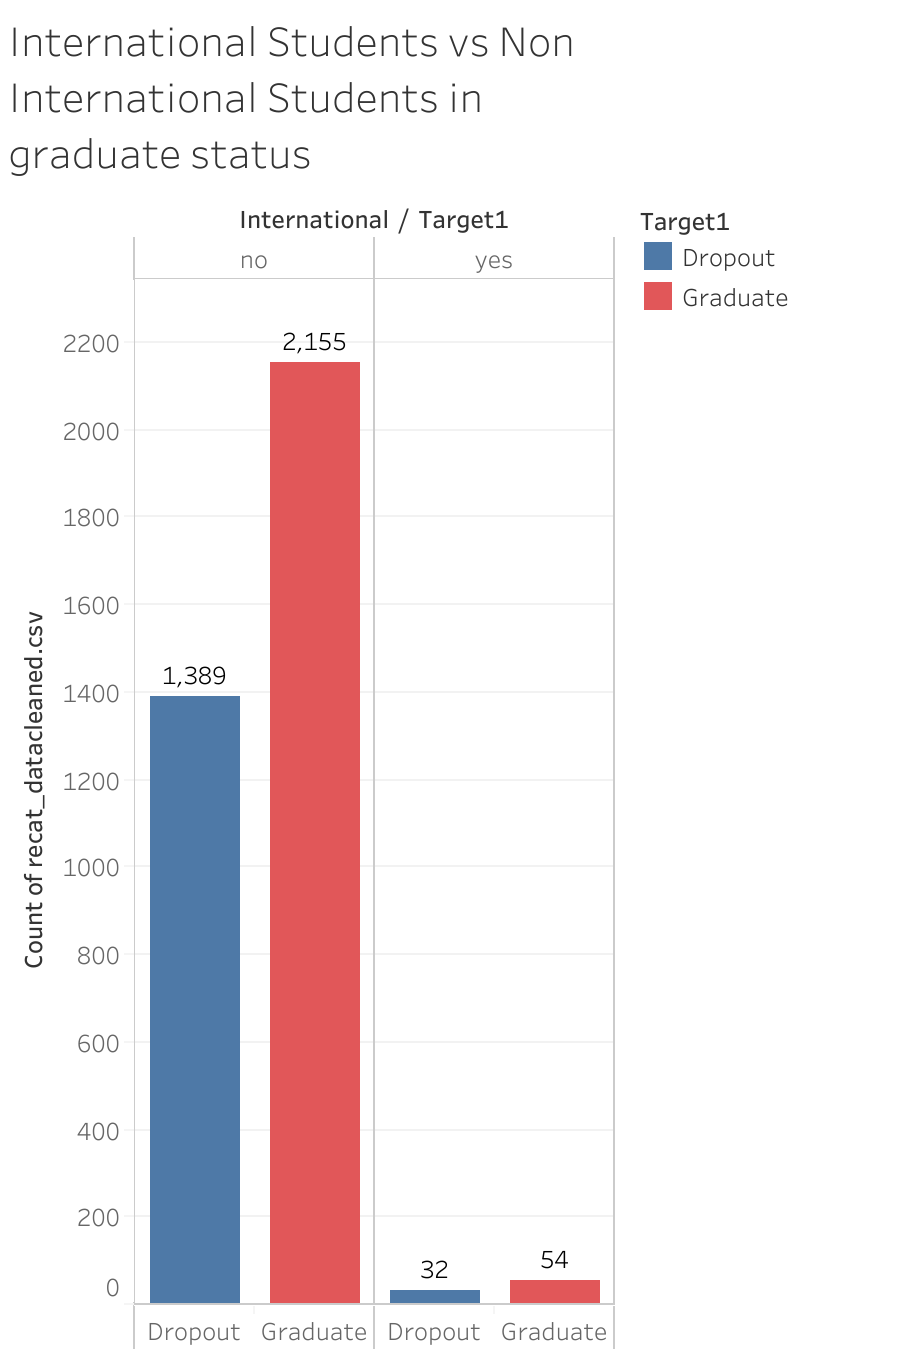 International Students vs Non
International Students in
graduate status
International / Target1
Target1
no
yes
Dropout
Graduate
2200
2000
1800
1600
1400
1200
1000
800
600
400
200
0
Count of recat_datacleaned.csv
1,389
2,155
32
54
Dropout
Graduate
Dropout
Graduate